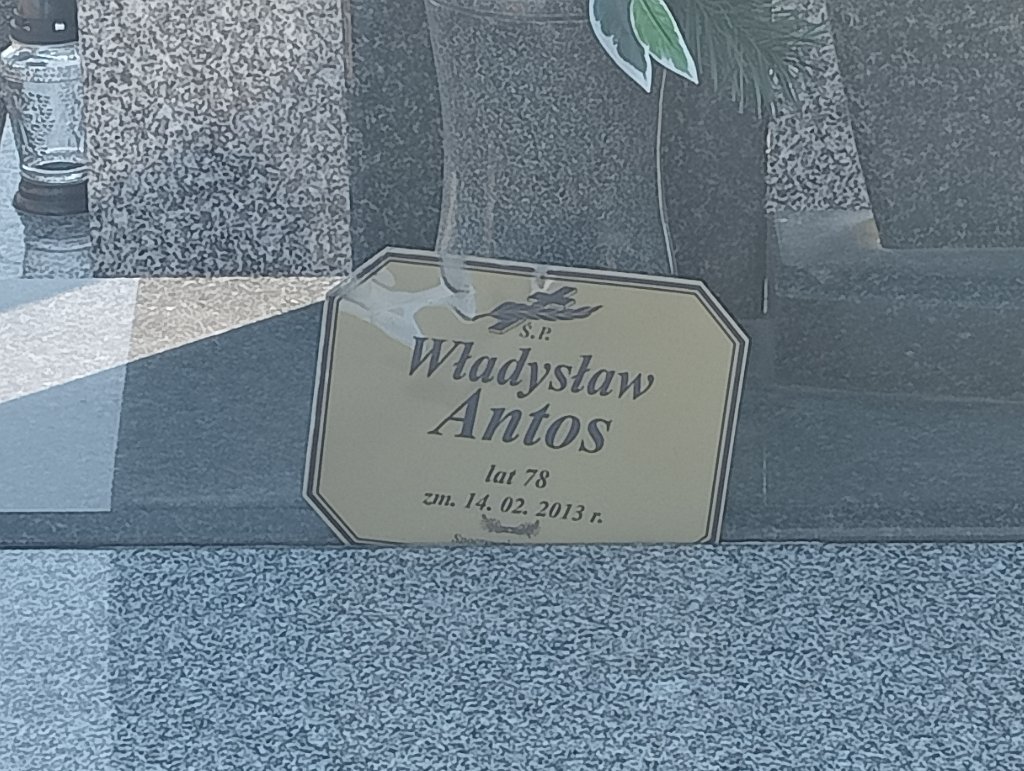 Ś.P.
Władysław
Antos
lat 78
zm. 14. 02. 2013 r.